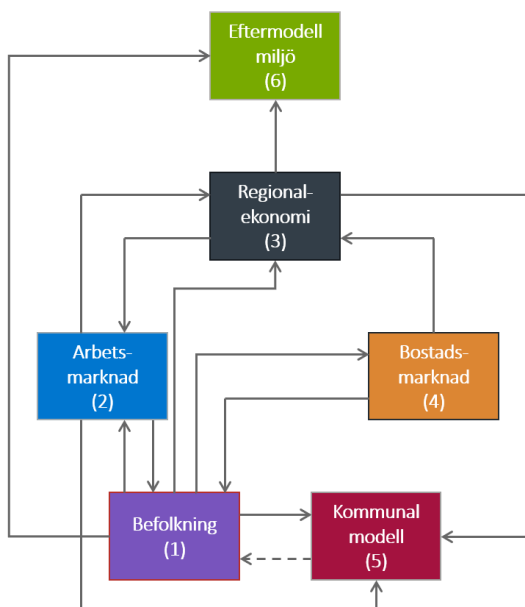 Eftermodell
miljö
(6)
Regional-
ekonomi
(3)
Arbets-
marknad
(2)
Bostads-
marknad
(4)
Befolkning
(1)
Kommunal
modell
(5)